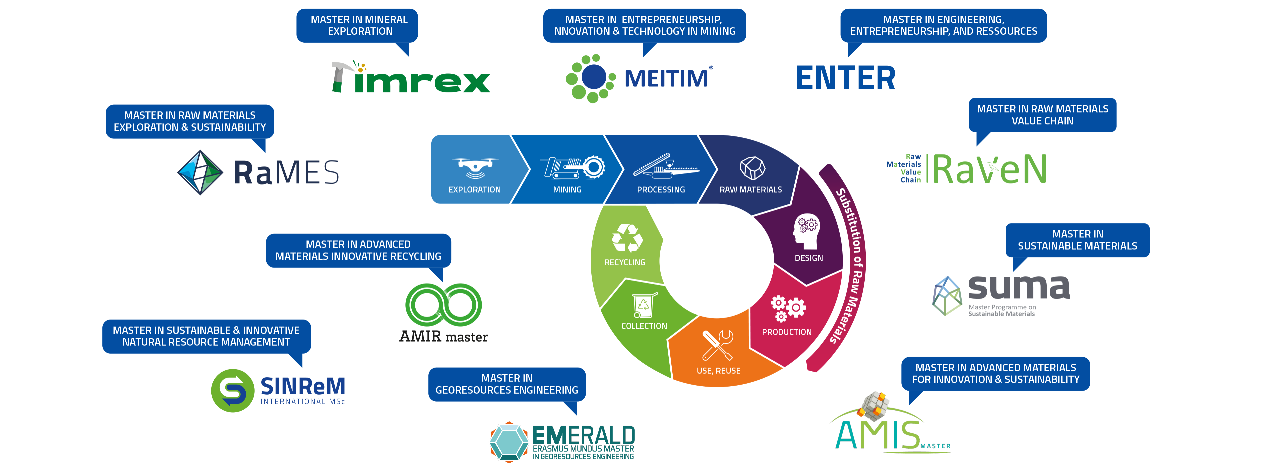 MASTER IN MINERAL
EXPLORATION
timrex
MASTER IN ENTREPRENEURSHIP,
NNOVATION & TECHNOLOGY IN MINING
MEITIM
MASTER IN ENGINEERING,
ENTREPRENEURSHIP, AND RESSOURCES
ENTER
MASTER IN RAW MATERIALS
EXPLORATION & SUSTAINABILITY
RaMES
MASTER IN RAW MATERIALS
VALUE CHAIN
Raw
Materials
Value
Chain
RaVeN
EXPLORATION
MINING
PROCESSING
RAW MATERIALS
DESIGN
PRODUCTION
USE, REUSE
COLLECTION
RECYCLING
Substitution of Raw Materials
MASTER IN ADVANCED
MATERIALS INNOVATIVE RECYCLING
AMIR master
MASTER IN
SUSTAINABLE MATERIALS
suma
Master Programme on
Sustainable Materials
MASTER IN SUSTAINABLE & INNOVATIVE
NATURAL RESOURCE MANAGEMENT
SINReM
INTERNATIONAL MSc
MASTER IN
GEORESOURCES ENGINEERING
EMERALD
ERASMUS MUNDUS MASTER
IN GEORESOURCES ENGINEERING
MASTER IN ADVANCED MATERIALS
FOR INNOVATION & SUSTAINABILITY
AMIS
MASTER